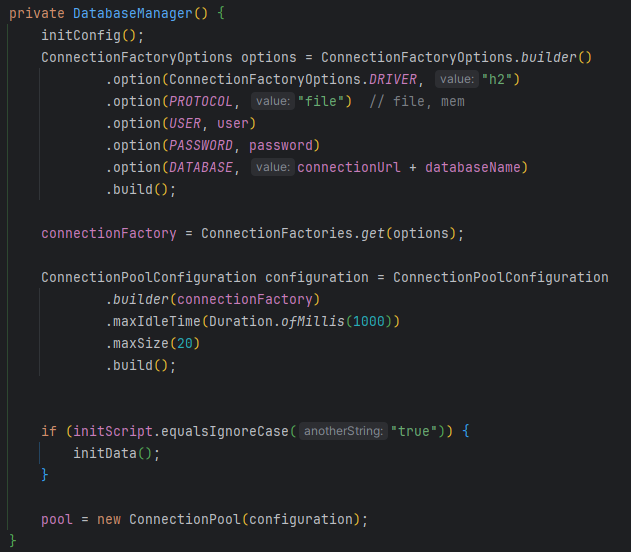 private DatabaseManager() {
    initConfig();
    ConnectionFactoryOptions options = ConnectionFactoryOptions.builder()
            .option(ConnectionFactoryOptions.DRIVER, value: "h2")
            .option(PROTOCOL, value: "file")  // file, mem
            .option(USER, user)
            .option(PASSWORD, password)
            .option(DATABASE, value: connectionUrl + databaseName)
            .build();

    connectionFactory = ConnectionFactories.get(options);

    ConnectionPoolConfiguration configuration = ConnectionPoolConfiguration
            .builder(connectionFactory)
            .maxIdleTime(Duration.ofMillis(1000))
            .maxSize(20)
            .build();


    if (initScript.equalsIgnoreCase( anotherString: "true")) {
        initData();
    }

    pool = new ConnectionPool(configuration);
}